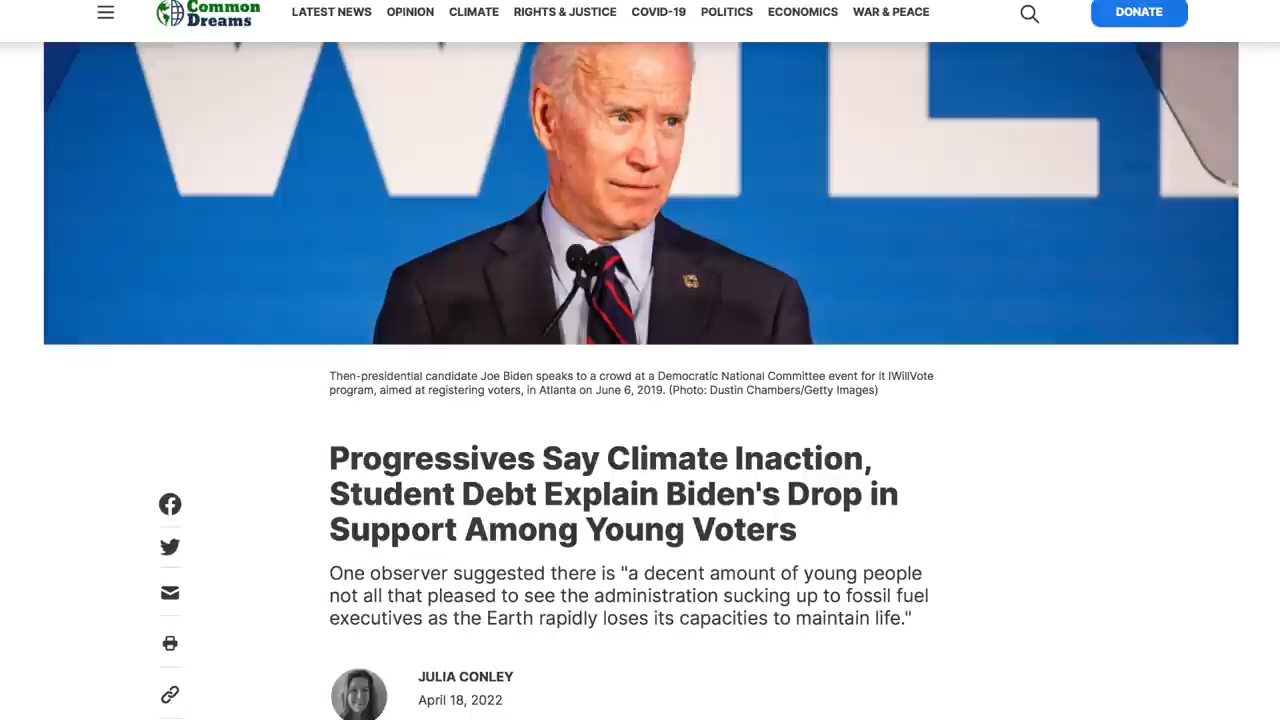 Common
Dreams
LATEST NEWS OPINION CLIMATE RIGHTS & JUSTICE COVID-19 POLITICS ECONOMICS WAR & PEACE
DONATE
WILL
Then-presidential candidate Joe Biden speaks to a crowd at a Democratic National Committee event for it IWillVote
program, aimed at registering voters, in Atlanta on June 6, 2019. (Photo: Dustin Chambers/Getty Images)
Progressives Say Climate Inaction,
Student Debt Explain Biden's Drop in
Support Among Young Voters
One observer suggested there is "a decent amount of young people
not all that pleased to see the administration sucking up to fossil fuel
executives as the Earth rapidly loses its capacities to maintain life."
JULIA CONLEY
April 18, 2022